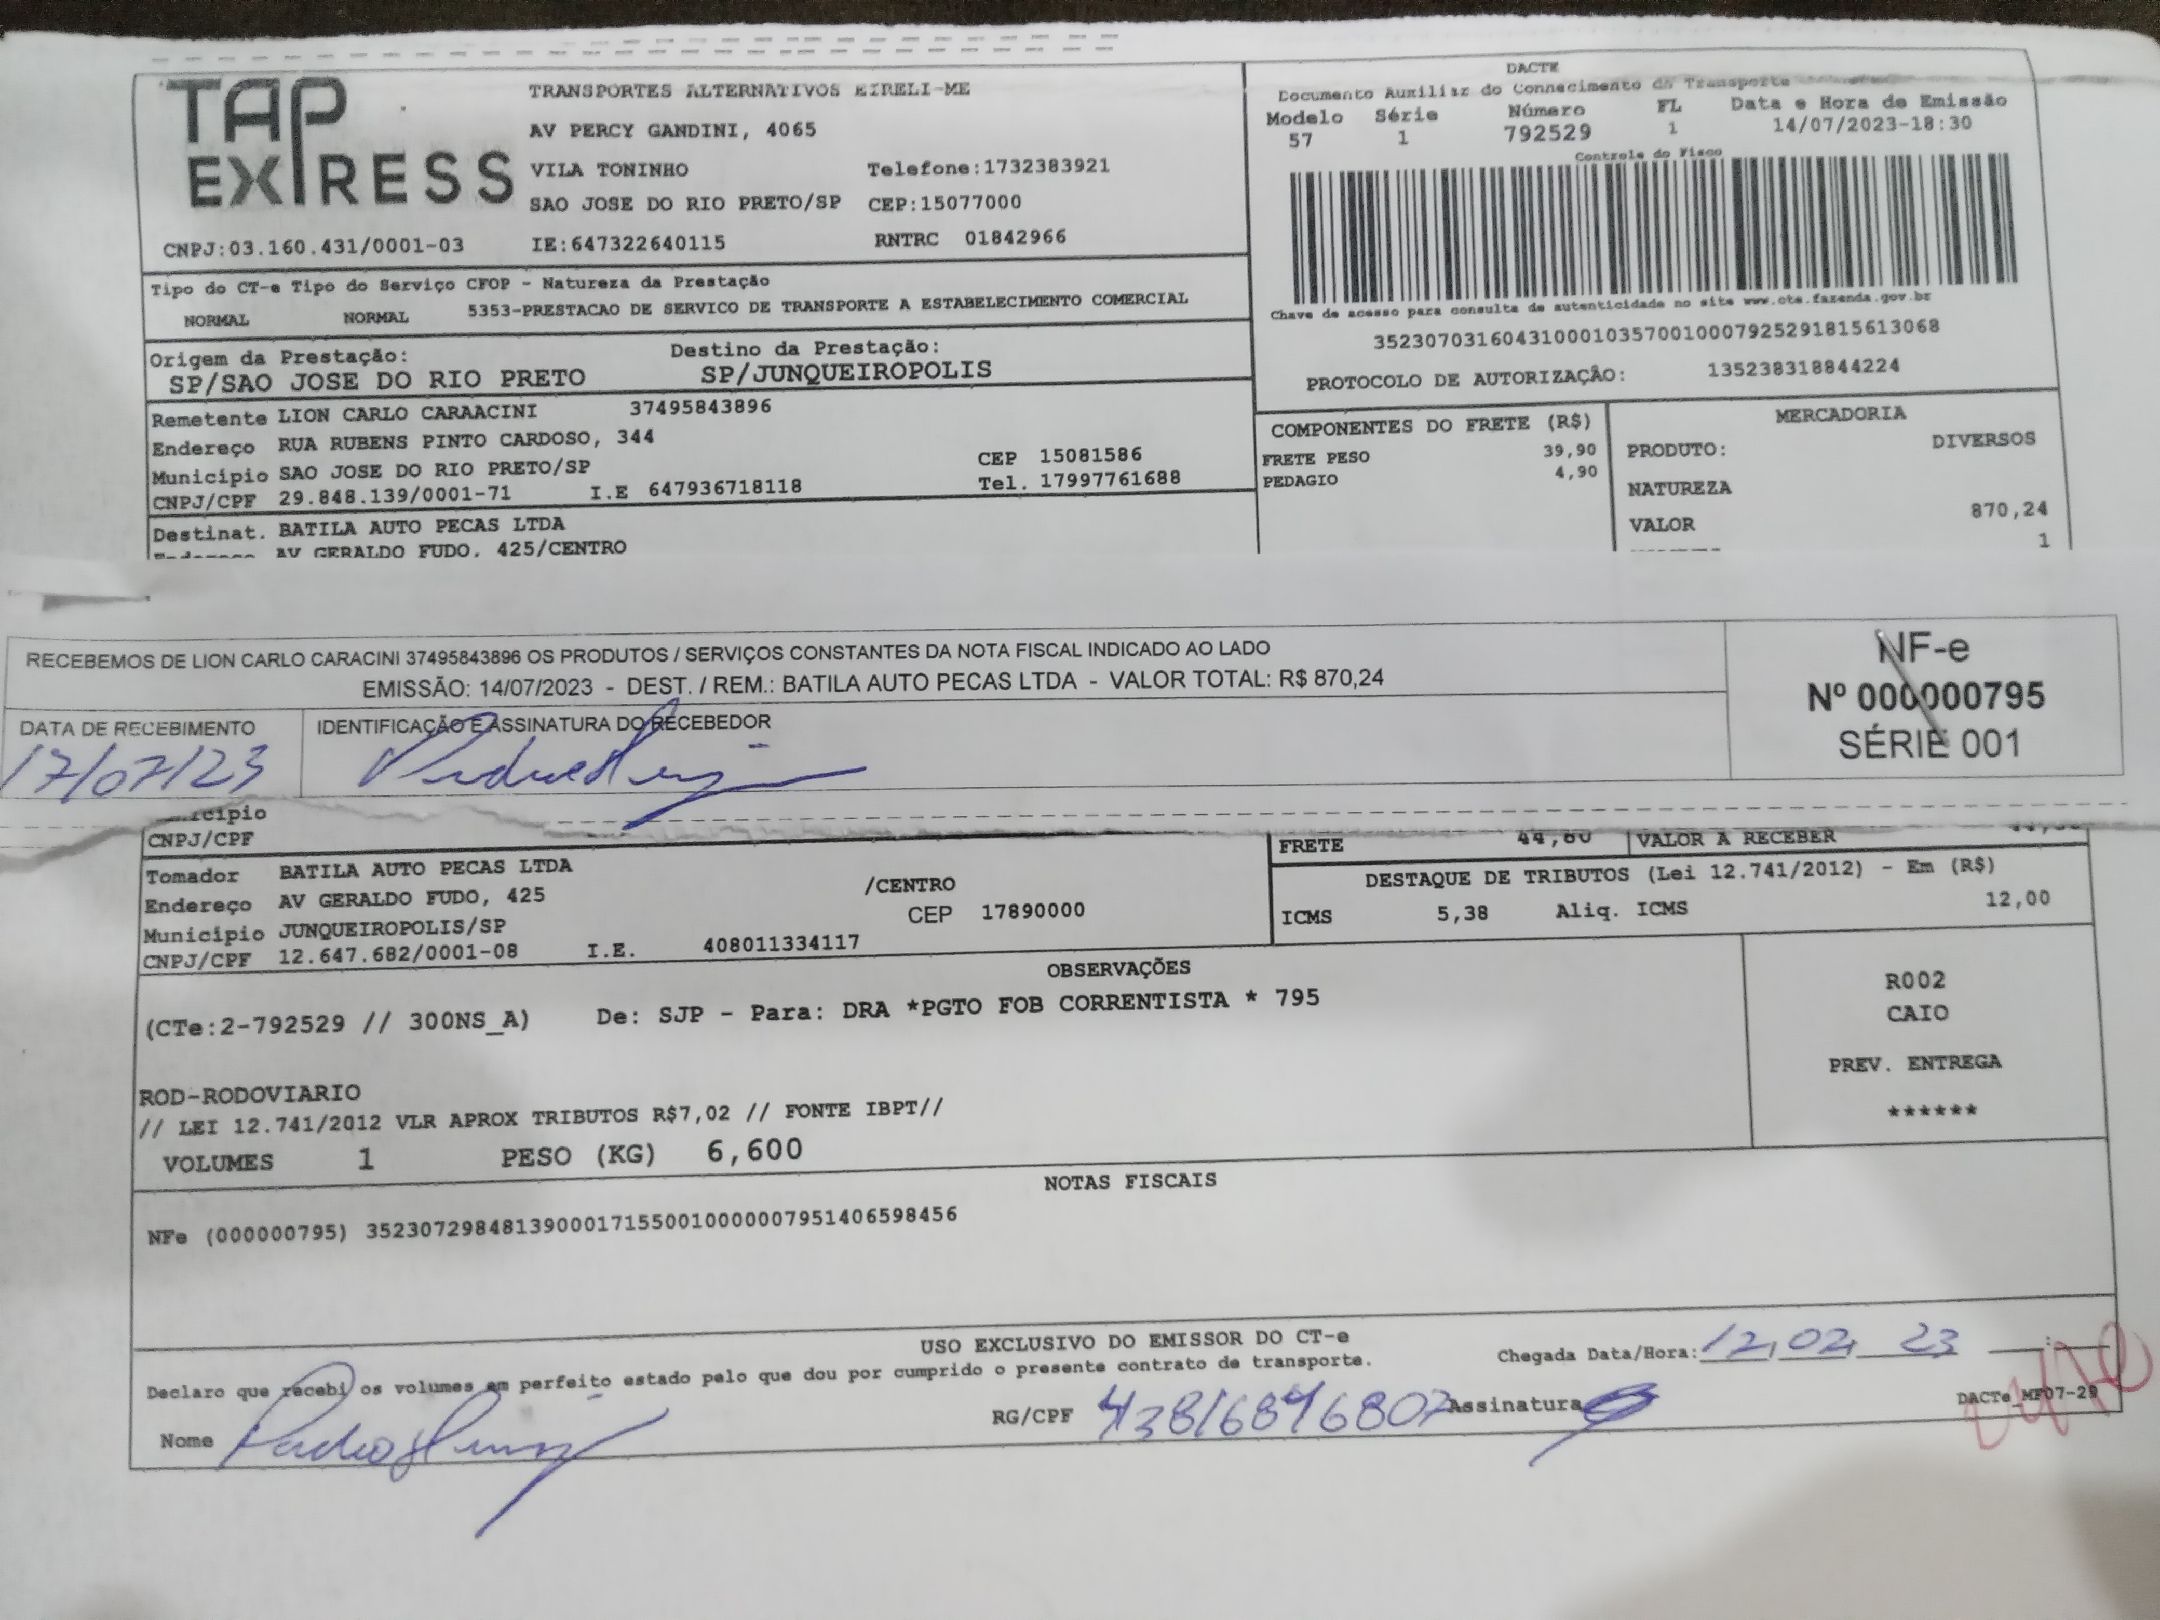 TAP EXPRESS
TRANSPORTES ALTERNATIVOS EIRELI-ME
AV PERCY GANDINI, 4065
VILA TONINHO Telefone:1732383921
SAO JOSE DO RIO PRETO/SP CEP:15077000
CNPJ:03.160.431/0001-03 IE:647322640115 RNTRC 01842966
DACTE
Documento Auxiliar do Conhecimento de Transporte
Modelo Série Número FL Data e Hora de Emissão
57 1 792529 1 14/07/2023-18:30
Controle do Fisco
Chave de acesso para consulta de autenticidade no site www.cte.fazenda.gov.br
35230703160431000103570010007925291815613068
PROTOCOLO DE AUTORIZAÇÃO: 135238318844224
Tipo do CT-e Tipo do Serviço CFOP - Natureza da Prestação
NORMAL NORMAL 5353-PRESTACAO DE SERVICO DE TRANSPORTE A ESTABELECIMENTO COMERCIAL
Origem da Prestação: Destino da Prestação:
SP/SAO JOSE DO RIO PRETO SP/JUNQUEIROPOLIS
Remetente LION CARLO CARAACINI 37495843896
Endereço RUA RUBENS PINTO CARDOSO, 344
Municipio SAO JOSE DO RIO PRETO/SP CEP 15081586
CNPJ/CPF 29.848.139/0001-71 I.E 647936718118 Tel. 17997761688
Destinat. BATILA AUTO PECAS LTDA
AV GERALDO FUDO, 425/CENTRO
COMPONENTES DO FRETE (R$)
FRETE PESO 39,90
PEDAGIO 4,90
MERCADORIA
PRODUTO: DIVERSOS
NATUREZA
VALOR 870,24
1
RECEBEMOS DE LION CARLO CARACINI 37495843896 OS PRODUTOS / SERVIÇOS CONSTANTES DA NOTA FISCAL INDICADO AO LADO
EMISSÃO: 14/07/2023 - DEST. / REM.: BATILA AUTO PECAS LTDA - VALOR TOTAL: R$ 870,24
DATA DE RECEBIMENTO IDENTIFICAÇÃO E ASSINATURA DO RECEBEDOR
17/07/23
NF-e
Nº 000000795
SÉRIE 001
CNPJ/CPF
FRETE 44,80 VALOR A RECEBER
Tomador BATILA AUTO PECAS LTDA
Endereço AV GERALDO FUDO, 425 /CENTRO
Municipio JUNQUEIROPOLIS/SP CEP 17890000
CNPJ/CPF 12.647.682/0001-08 I.E. 408011334117
DESTAQUE DE TRIBUTOS (Lei 12.741/2012) - Em (R$)
ICMS 5,38 Aliq. ICMS 12,00
OBSERVAÇÕES
(CTe:2-792529 // 300NS_A) De: SJP - Para: DRA *PGTO FOB CORRENTISTA * 795
R002
CAIO
PREV. ENTREGA
******
ROD-RODOVIARIO
// LEI 12.741/2012 VLR APROX TRIBUTOS R$7,02 // FONTE IBPT//
VOLUMES 1 PESO (KG) 6,600
NOTAS FISCAIS
NFe (000000795) 35230729848139000171550010000007951406598456
USO EXCLUSIVO DO EMISSOR DO CT-e
Declaro que recebi os volumes em perfeito estado pelo que dou por cumprido o presente contrato de transporte.
Chegada Data/Hora: 12,02, 23
Nome
RG/CPF 43816846807 Assinatura
DACTe_MF07-29